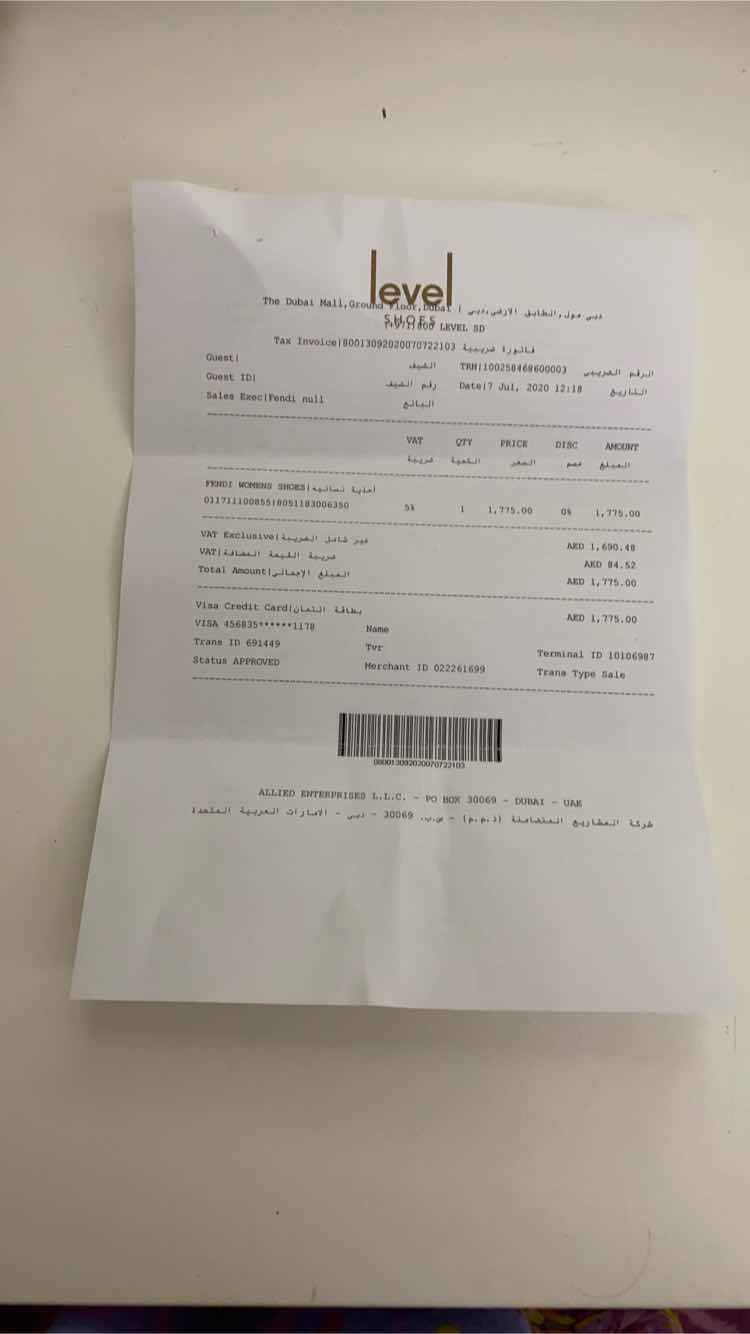 level
SHOES
The Dubai Mall,Ground Floor,Dubai | دبي مول,الطابق الارضي,دبي
(+971)800 LEVEL SD
Tax Invoice|80013092020070722103 فاتورة ضريبية
Guest| الضيف TRN|100258468600003 الرقم الضريبي
Guest ID| رقم الضيف Date|7 Jul, 2020 12:18 التاريخ
Sales Exec|Fendi null البائع
VAT QTY PRICE DISC AMOUNT
ضريبة الكمية السعر خصم المبلغ
FENDI WOMENS SHOES|احذية نسائية
011711100855|8051183006350 5% 1 1,775.00 0% 1,775.00
VAT Exclusive|غير شامل الضريبة AED 1,690.48
VAT|ضريبة القيمة المضافة AED 84.52
Total Amount|المبلغ الإجمالي AED 1,775.00
Visa Credit Card|بطاقة ائتمان AED 1,775.00
VISA 456835******1178 Name
Trans ID 691449 Tvr Terminal ID 10106987
Status APPROVED Merchant ID 022261699 Trans Type Sale
ALLIED ENTERPRISES L.L.C. - PO BOX 30069 - DUBAI - UAE
شركة المشاريع المتضامنة (ذ.م.م) - ص.ب. 30069 - دبي - الامارات العربية المتحدة